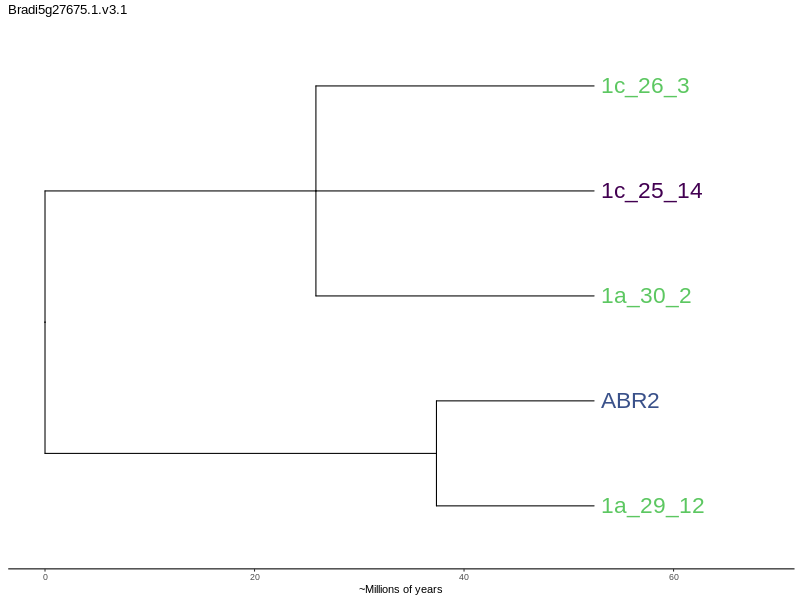 Bradi5g27675.1.v3.1
1c_26_3
1c_25_14
1a_30_2
ABR2
1a_29_12
0 20 40 60
~Millions of years